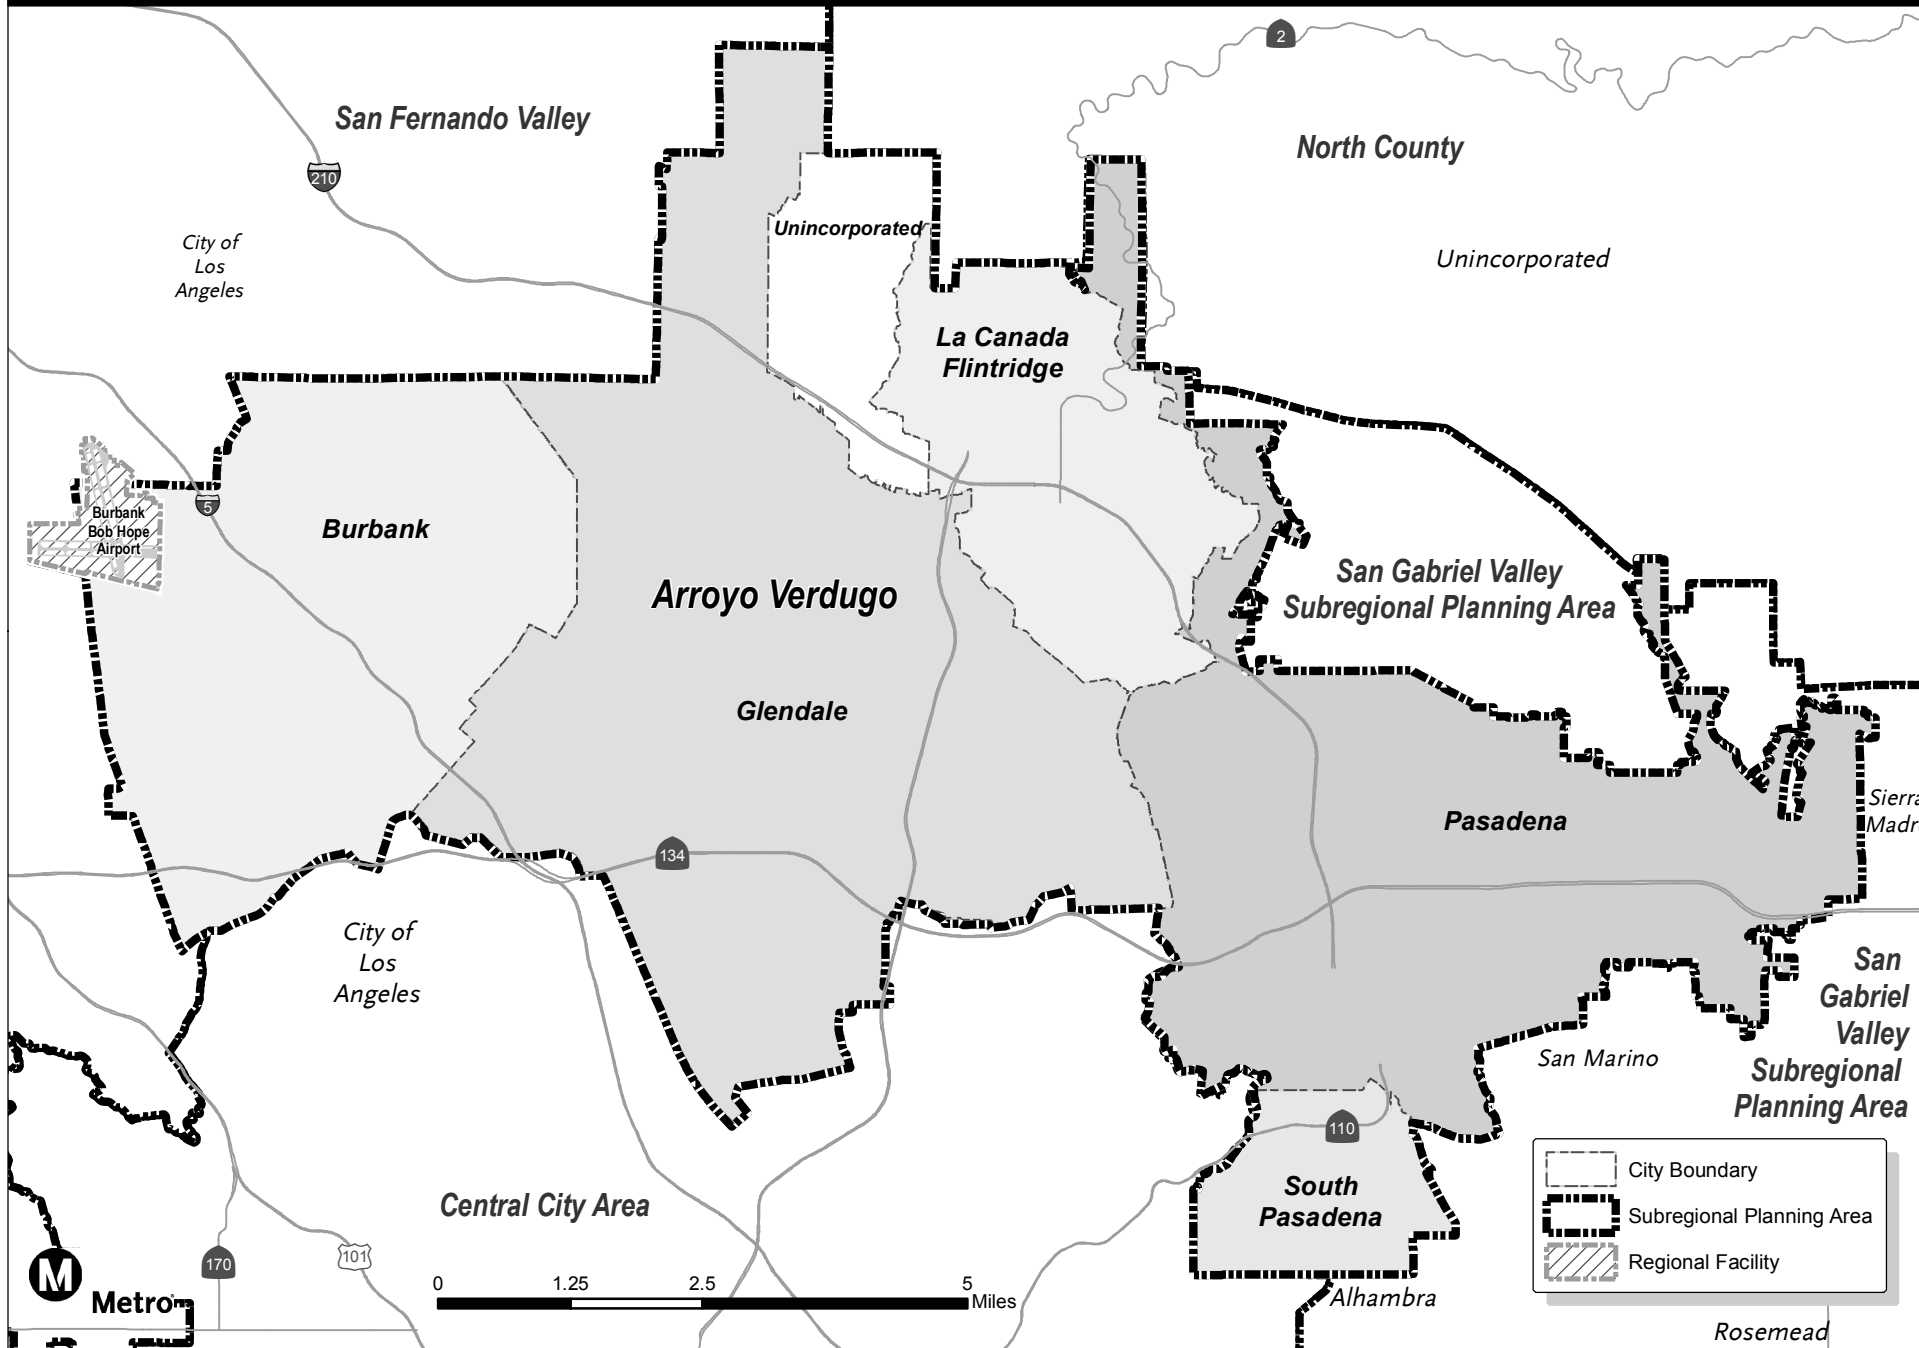 2
San Fernando Valley
North County
210
Unincorporated
City of
Los
Angeles
Unincorporated
La Canada
Flintridge
5
Burbank
Bob Hope
Airport
Burbank
Arroyo Verdugo
San Gabriel Valley
Subregional Planning Area
Glendale
Pasadena
Sierra
Madr
134
City of
Los
Angeles
San
Gabriel
Valley
Subregional
Planning Area
San Marino
110
South
Pasadena
Central City Area
City Boundary
Subregional Planning Area
Regional Facility
170
101
M
Metro
0 1.25 2.5 5
Miles
Alhambra
Rosemead